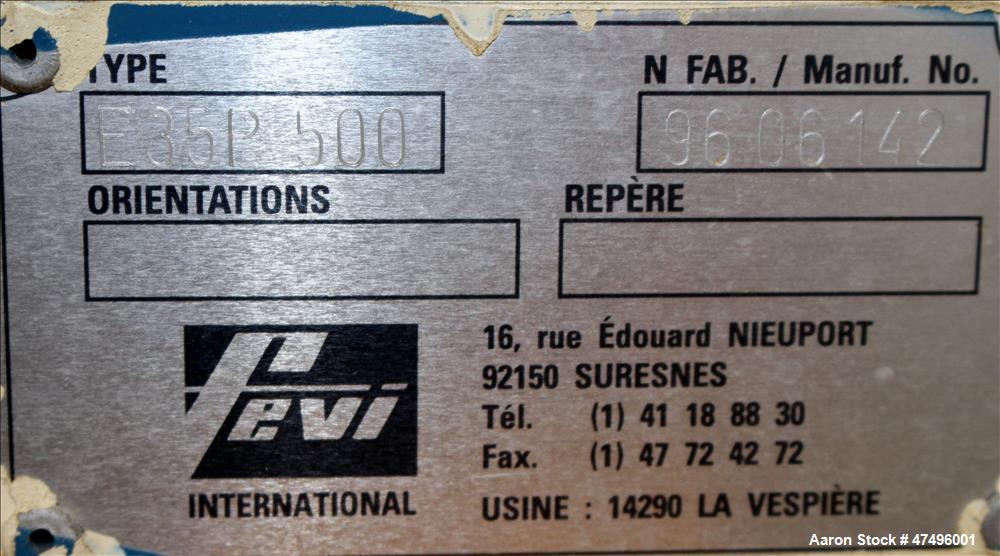 TYPE
N FAB. / Manuf. No.
E35P 500
96 06 142
ORIENTATIONS
REPÈRE
Fevi
INTERNATIONAL
16, rue Édouard NIEUPORT
92150 SURESNES
Tél. (1) 41 18 88 30
Fax. (1) 47 72 42 72
USINE : 14290 LA VESPIÈRE
Aaron Stock # 47496001